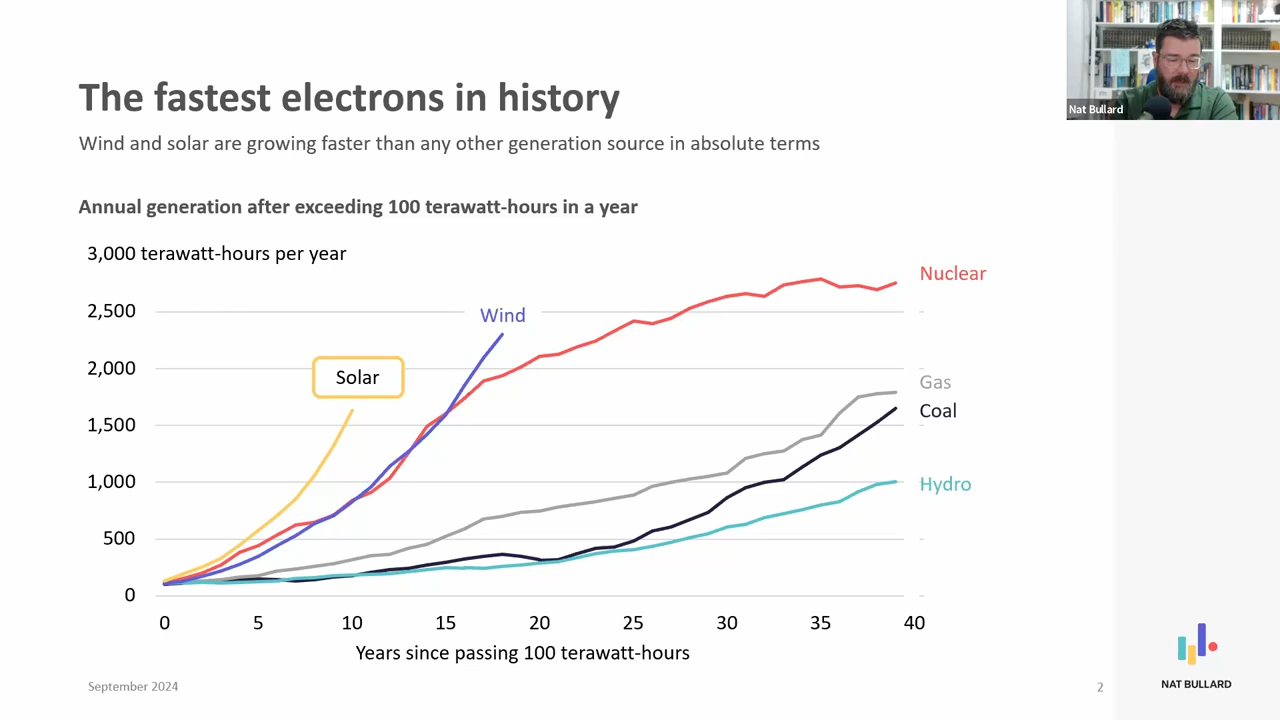 Nat Bullard
The fastest electrons in history
Wind and solar are growing faster than any other generation source in absolute terms
Annual generation after exceeding 100 terawatt-hours in a year
3,000 terawatt-hours per year
Nuclear
2,500
Wind
2,000
Solar
Gas
Coal
1,500
1,000
Hydro
500
0
0 5 10 15 20 25 30 35 40
Years since passing 100 terawatt-hours
September 2024
2
NAT BULLARD